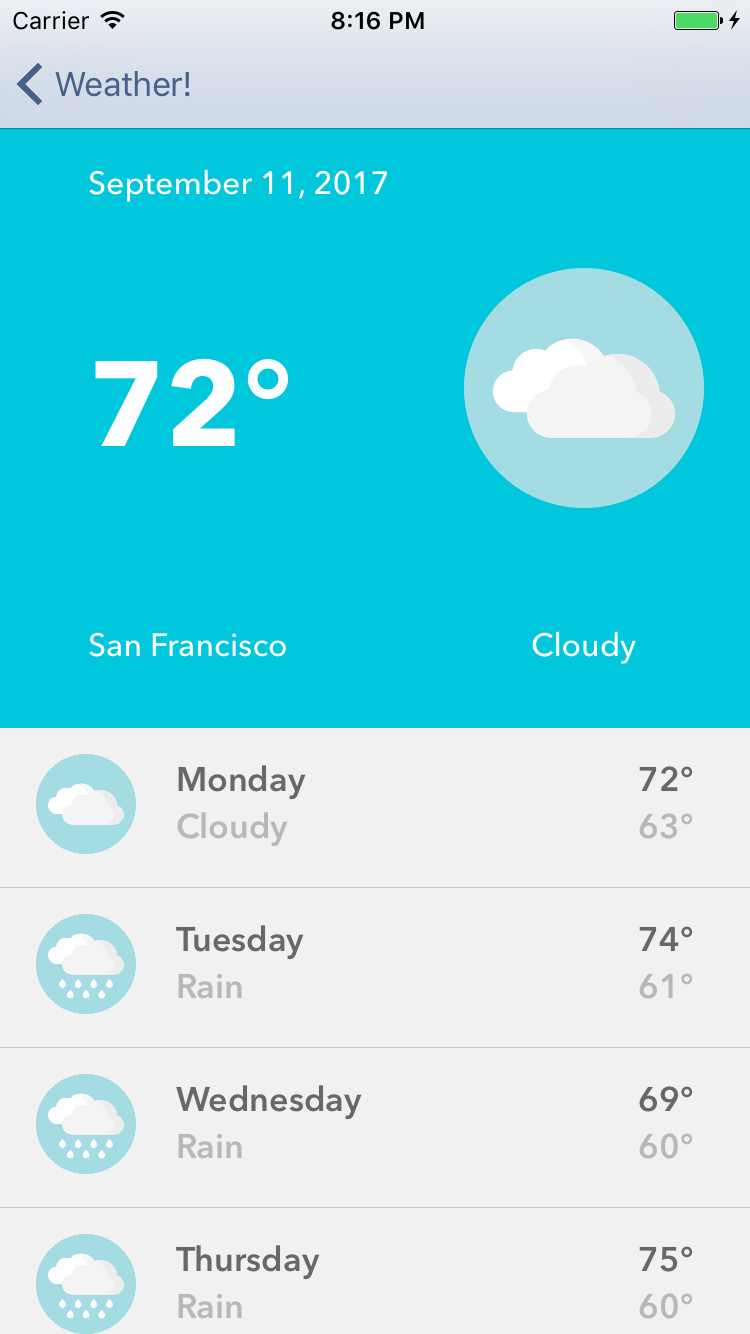 Carrier 8:16 PM
Weather!
September 11, 2017
72°
San Francisco Cloudy
Monday 72°
Cloudy 63°
Tuesday 74°
Rain 61°
Wednesday 69°
Rain 60°
Thursday 75°
Rain 60°